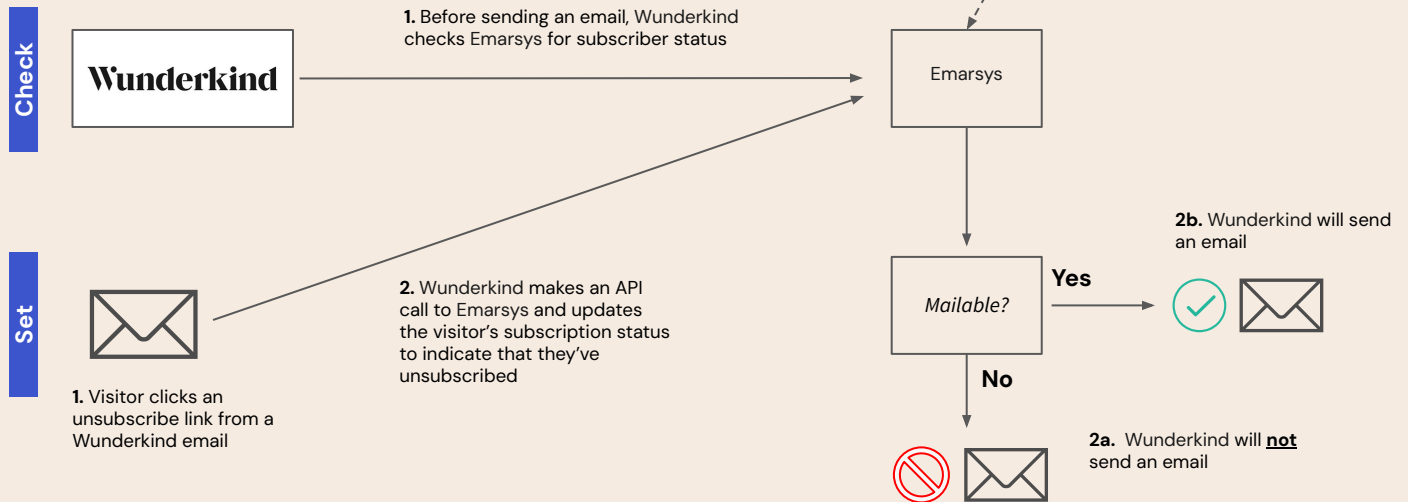 Check
1. Before sending an email, Wunderkind
checks Emarsys for subscriber status
Wunderkind
Emarsys
Set
1. Visitor clicks an
unsubscribe link from a
Wunderkind email
2. Wunderkind makes an API
call to Emarsys and updates
the visitor's subscription status
to indicate that they've
unsubscribed
Mailable?
Yes
2b. Wunderkind will send
an email
No
2a. Wunderkind will not
send an email